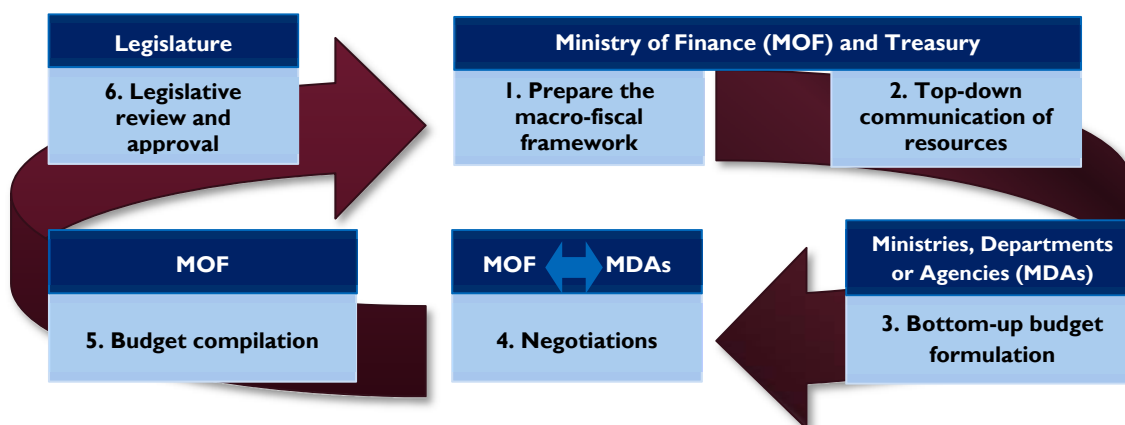 Legislature
6. Legislative
review and
approval
Ministry of Finance (MOF) and Treasury
1. Prepare the
macro-fiscal
framework
2. Top-down
communication of
resources
Ministries, Departments
or Agencies (MDAs)
3. Bottom-up budget
formulation
MOF MDAs
4. Negotiations
MOF
5. Budget compilation